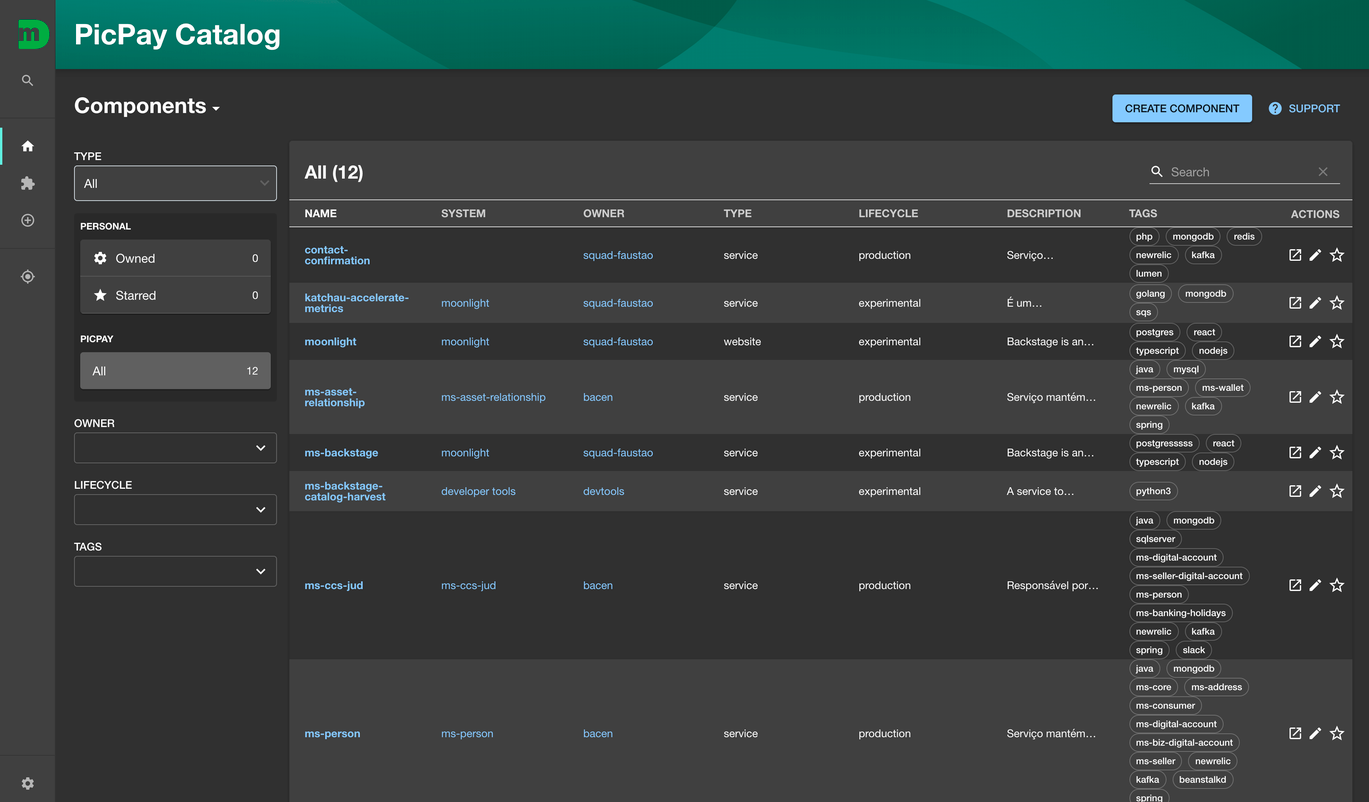 m
PicPay Catalog
Components
CREATE COMPONENT
SUPPORT
TYPE
All
PERSONAL
Owned 0
Starred 0
PICPAY
All 12
OWNER
LIFECYCLE
TAGS
All (12)
Search
NAME SYSTEM OWNER TYPE LIFECYCLE DESCRIPTION TAGS ACTIONS
contact-
confirmation
squad-faustao service production Serviço…
php mongodb redis
newrelic kafka
lumen
katchau-accelerate-
metrics
moonlight squad-faustao service experimental É um…
golang mongodb
sqs
moonlight moonlight squad-faustao website experimental Backstage is an…
postgres react
typescript nodejs
ms-asset-
relationship
ms-asset-relationship bacen service production Serviço mantém…
java mysql
ms-person ms-wallet
newrelic kafka
spring
ms-backstage moonlight squad-faustao service experimental Backstage is an…
postgresssss react
typescript nodejs
ms-backstage-
catalog-harvest
developer tools devtools service experimental A service to…
python3
ms-ccs-jud ms-ccs-jud bacen service production Responsável por…
java mongodb
sqlserver
ms-digital-account
ms-seller-digital-account
ms-person
ms-banking-holidays
newrelic kafka
spring slack
ms-person ms-person bacen service production Serviço mantém…
java mongodb
ms-core ms-address
ms-consumer
ms-digital-account
ms-biz-digital-account
ms-seller newrelic
kafka beanstalkd
spring